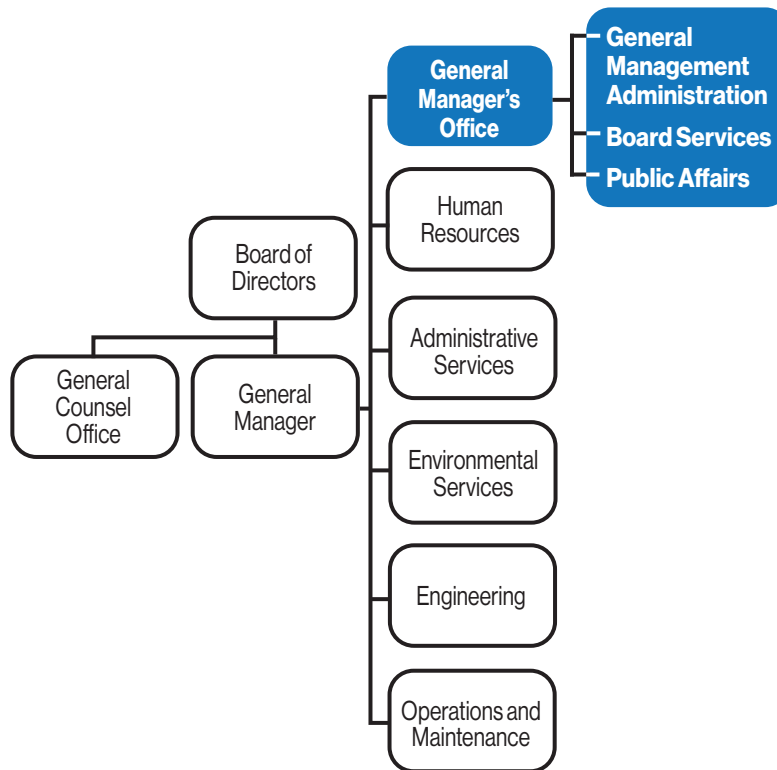 General
Manager's
Office
General
Management
Administration
Board Services
Public Affairs
Human
Resources
Board of
Directors
Administrative
Services
General
Counsel
Office
General
Manager
Environmental
Services
Engineering
Operations and
Maintenance